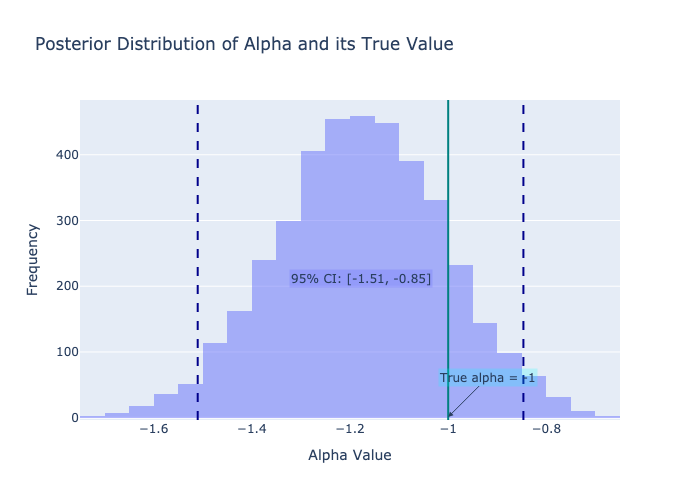 Posterior Distribution of Alpha and its True Value
Frequency
400
300
200
100
0
95% CI: [-1.51, -0.85]
True alpha = -1
−1.6
−1.4
−1.2
−1
−0.8
Alpha Value